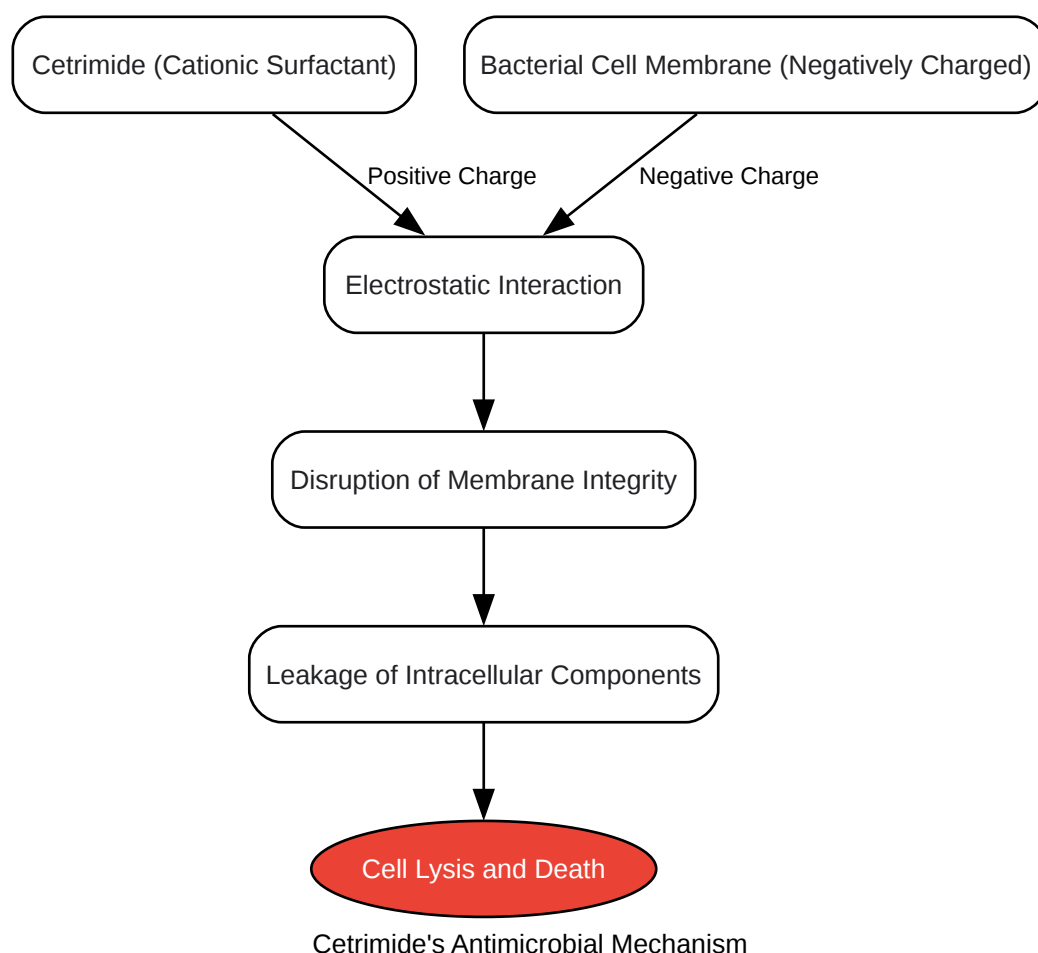 Cetrimide (Cationic Surfactant)
Bacterial Cell Membrane (Negatively Charged)
Positive Charge
Negative Charge
Electrostatic Interaction
Disruption of Membrane Integrity
Leakage of Intracellular Components
Cell Lysis and Death
Cetrimide's Antimicrobial Mechanism